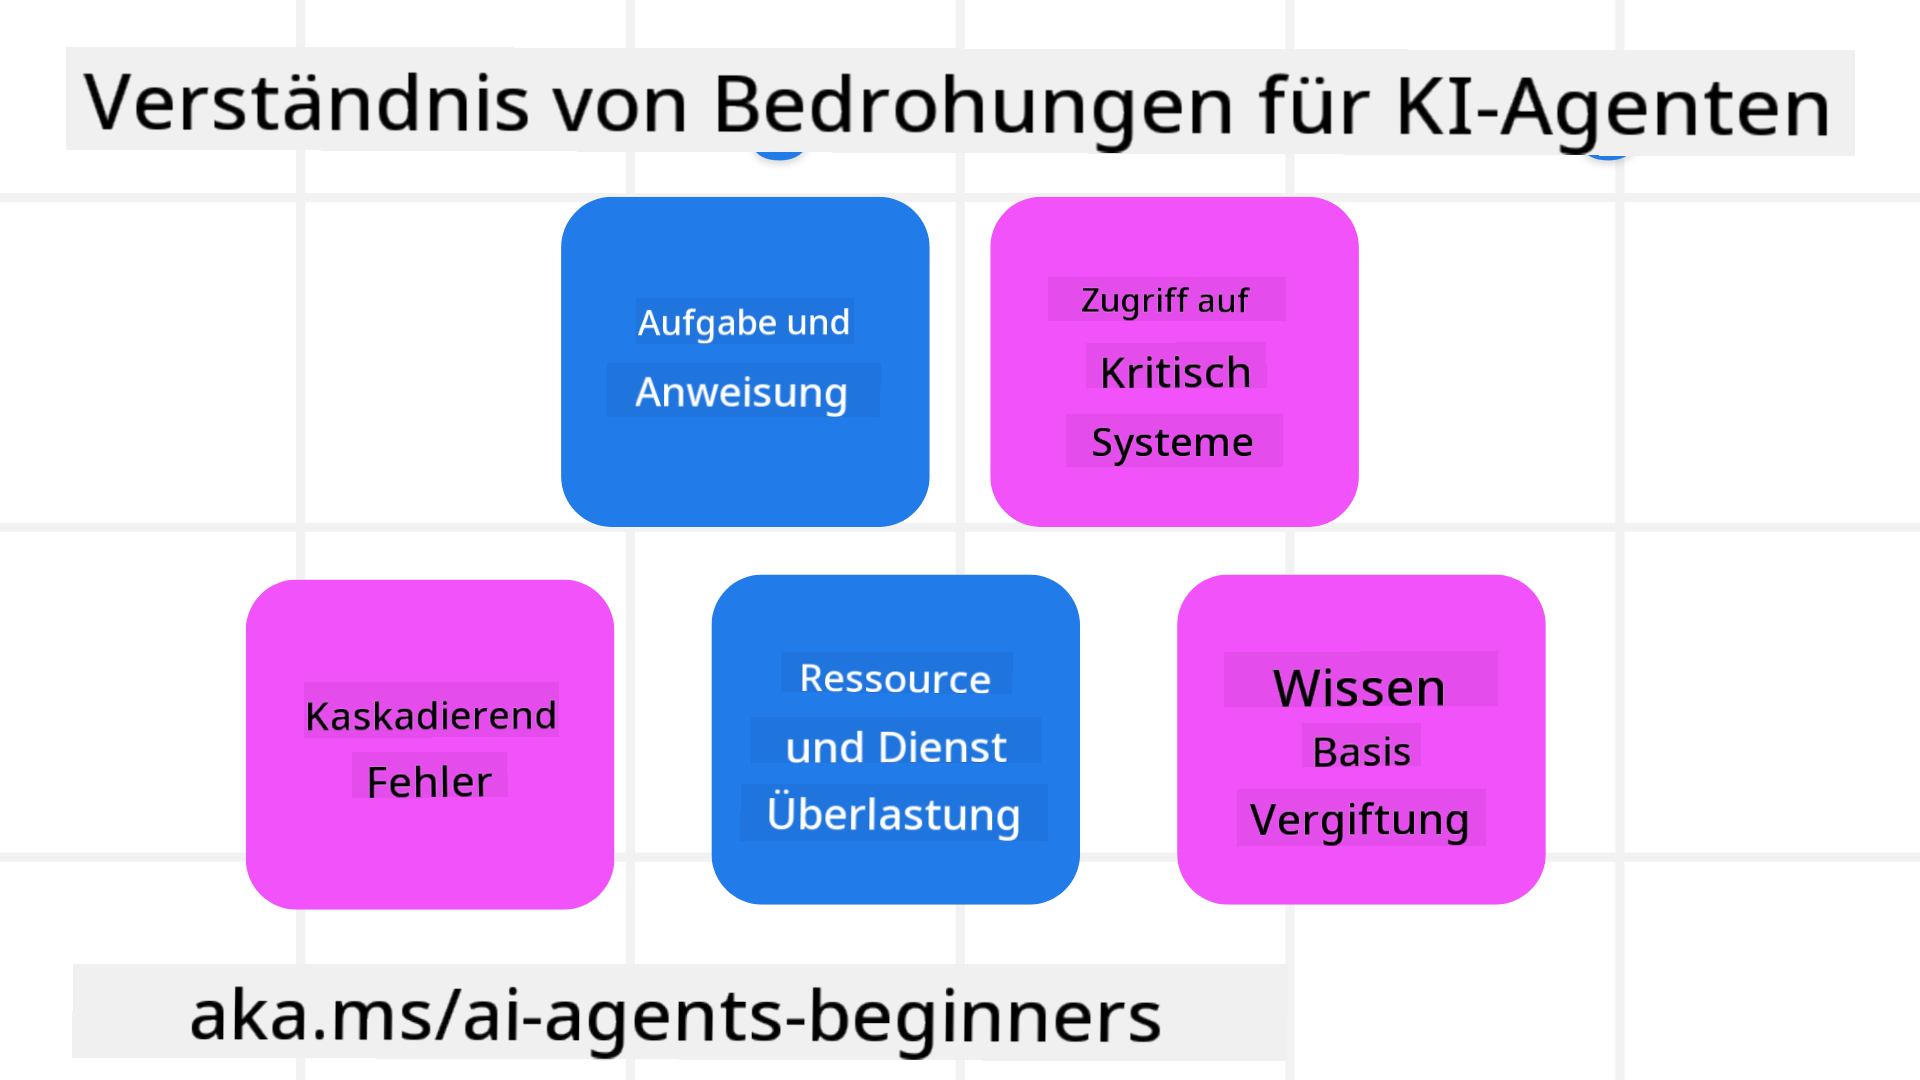 Verständnis von Bedrohungen für KI-Agenten
Aufgabe und
Anweisung
Zugriff auf
Kritisch
Systeme
Kaskadierend
Fehler
Ressource
und Dienst
Überlastung
Wissen
Basis
Vergiftung
aka.ms/ai-agents-beginners